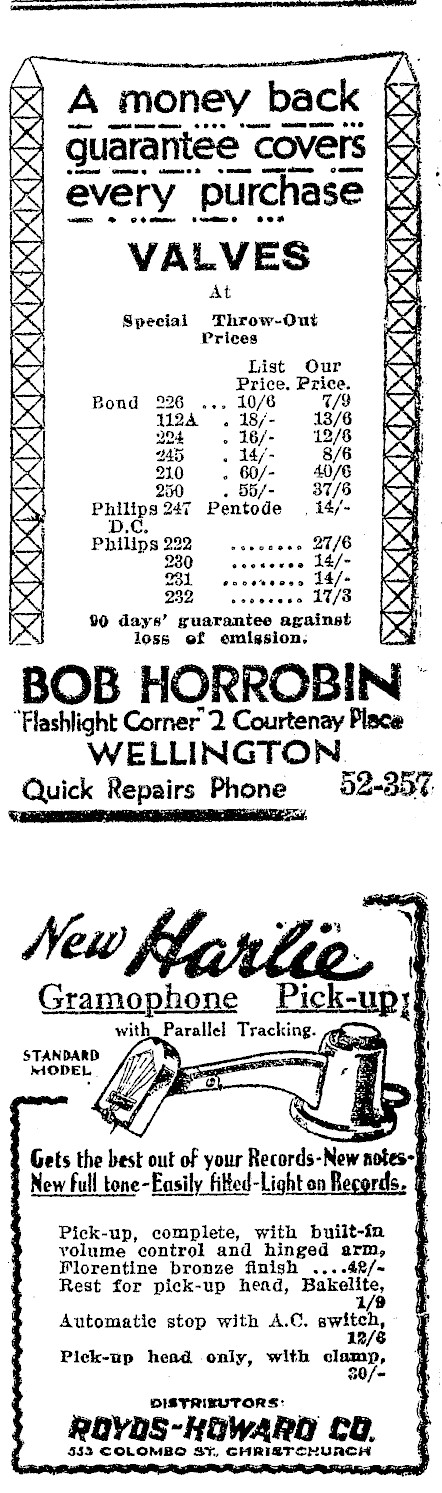 A money back
guarantee covers
every purchase
VALVES
At
Special Throw-Out
Prices
List Our
Price. Price.
Bond 226 ... 10/6 7/9
112A . 18/- 13/6
224 . 16/- 12/6
245 . 14/- 8/6
210 . 60/- 40/6
250 . 55/- 37/6
Philips 247 Pentode . 14/-
D.C.
Philips 222 ........ 27/6
230 ........ 14/-
231 ......... 14/-
232 ........ 17/3
90 days' guarantee against
loss of emission.
BOB HORROBIN
"Flashlight Corner" 2 Courtenay Place
WELLINGTON
Quick Repairs Phone 52-357
New Harlie
Gramophone Pick-up
with Parallel Tracking.
STANDARD
MODEL
Gets the best out of your Records-New notes-
New full tone-Easily fitted-Light on Records.
Pick-up, complete, with built-in
volume control and hinged arm,
Florentine bronze finish ....42/-
Rest for pick-up head, Bakelite,
1/9
Automatic stop with A.C. switch,
12/6
Pick-up head only, with clamp,
30/-
DISTRIBUTORS:
ROYDS-HOWARD CO.
553 COLOMBO ST., CHRISTCHURCH